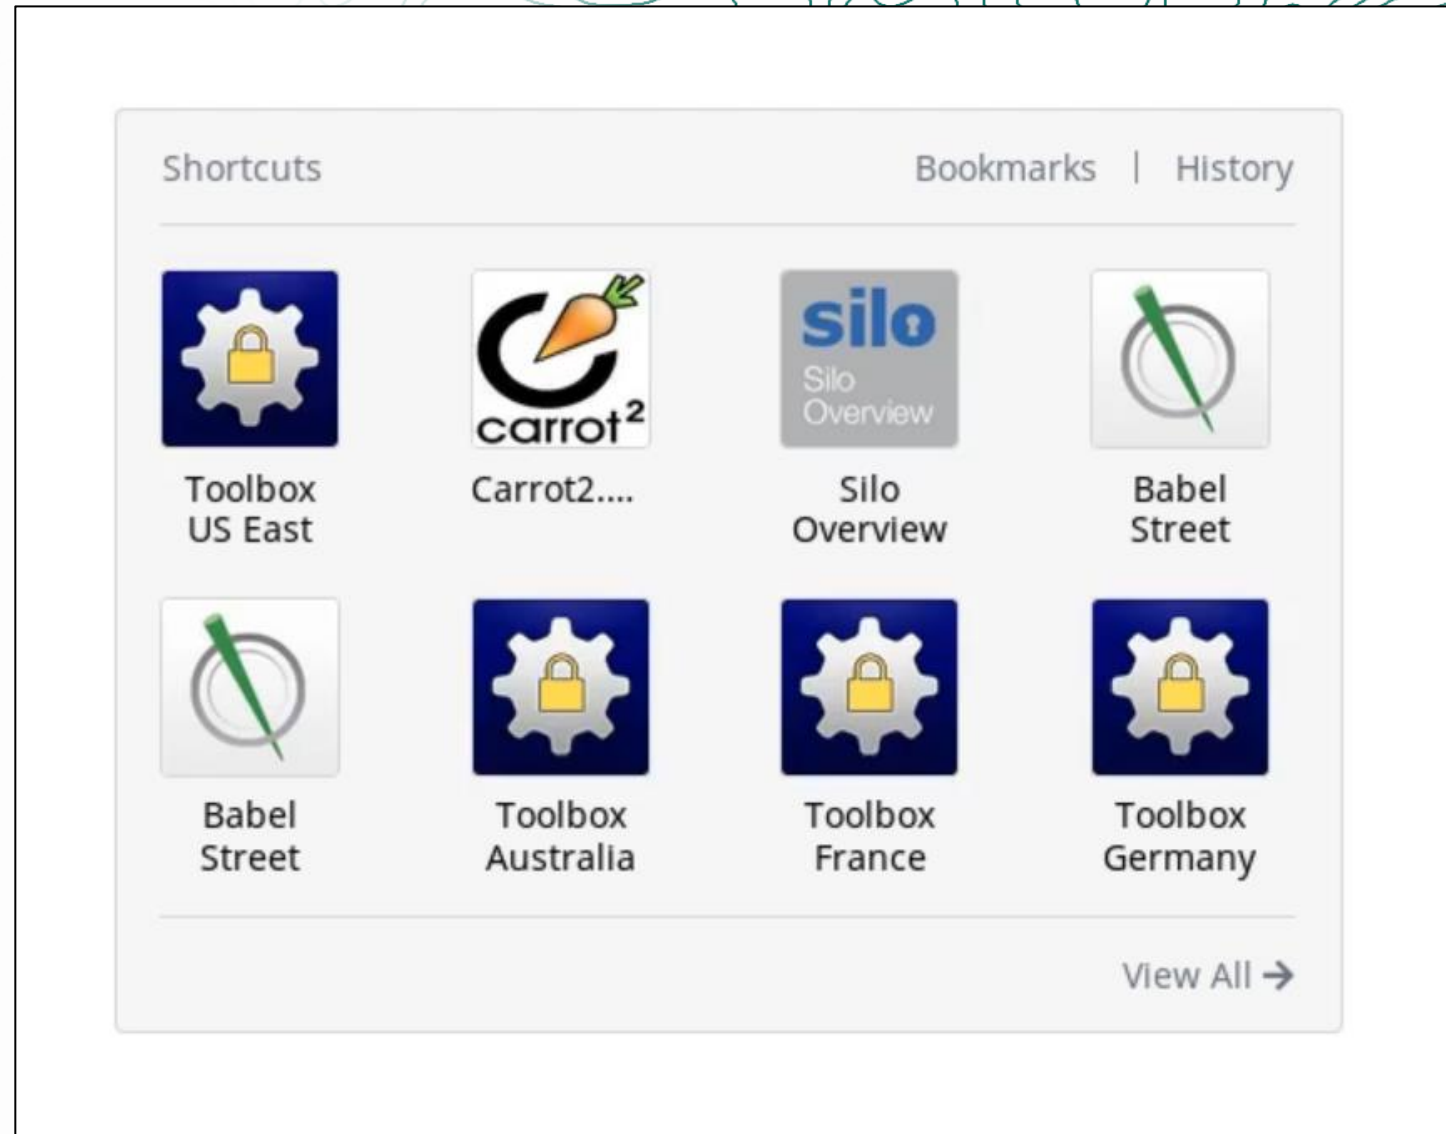 Shortcuts
Bookmarks | History
carrot²
silo
Silo
Overview
Toolbox
US East
Carrot2....
Silo
Overview
Babel
Street
Babel
Street
Toolbox
Australia
Toolbox
France
Toolbox
Germany
View All →